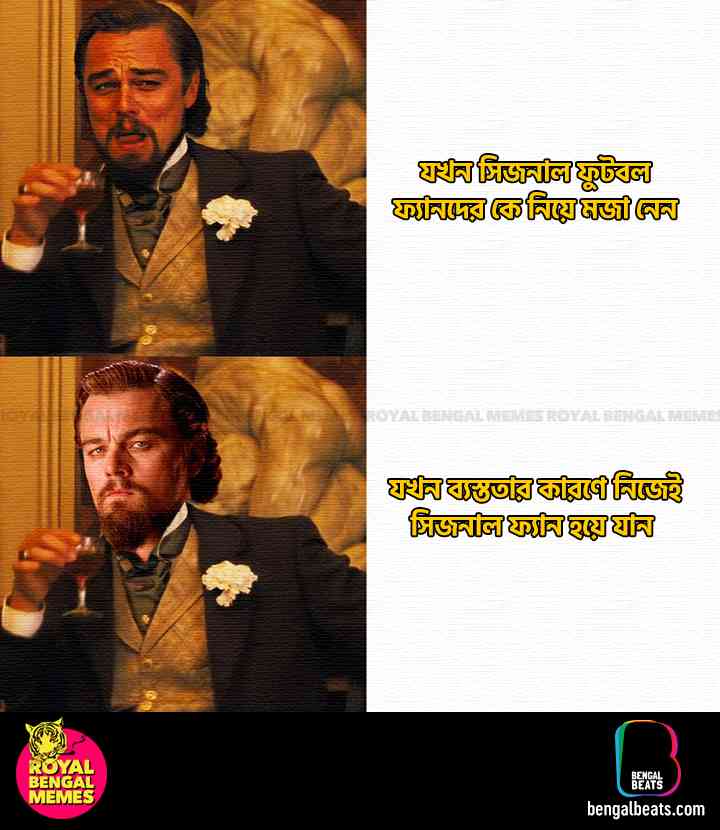 যখন সিজনাল ফুটবল
ফ্যানদের কে নিয়ে মজা নেন
ROYAL BENGAL MEMES ROYAL BENGAL MEMES
যখন ব্যস্ততার কারণে নিজেই
সিজনাল ফ্যান হয়ে যান
ROYAL
BENGAL
MEMES
BENGAL
BEATS
bengalbeats.com